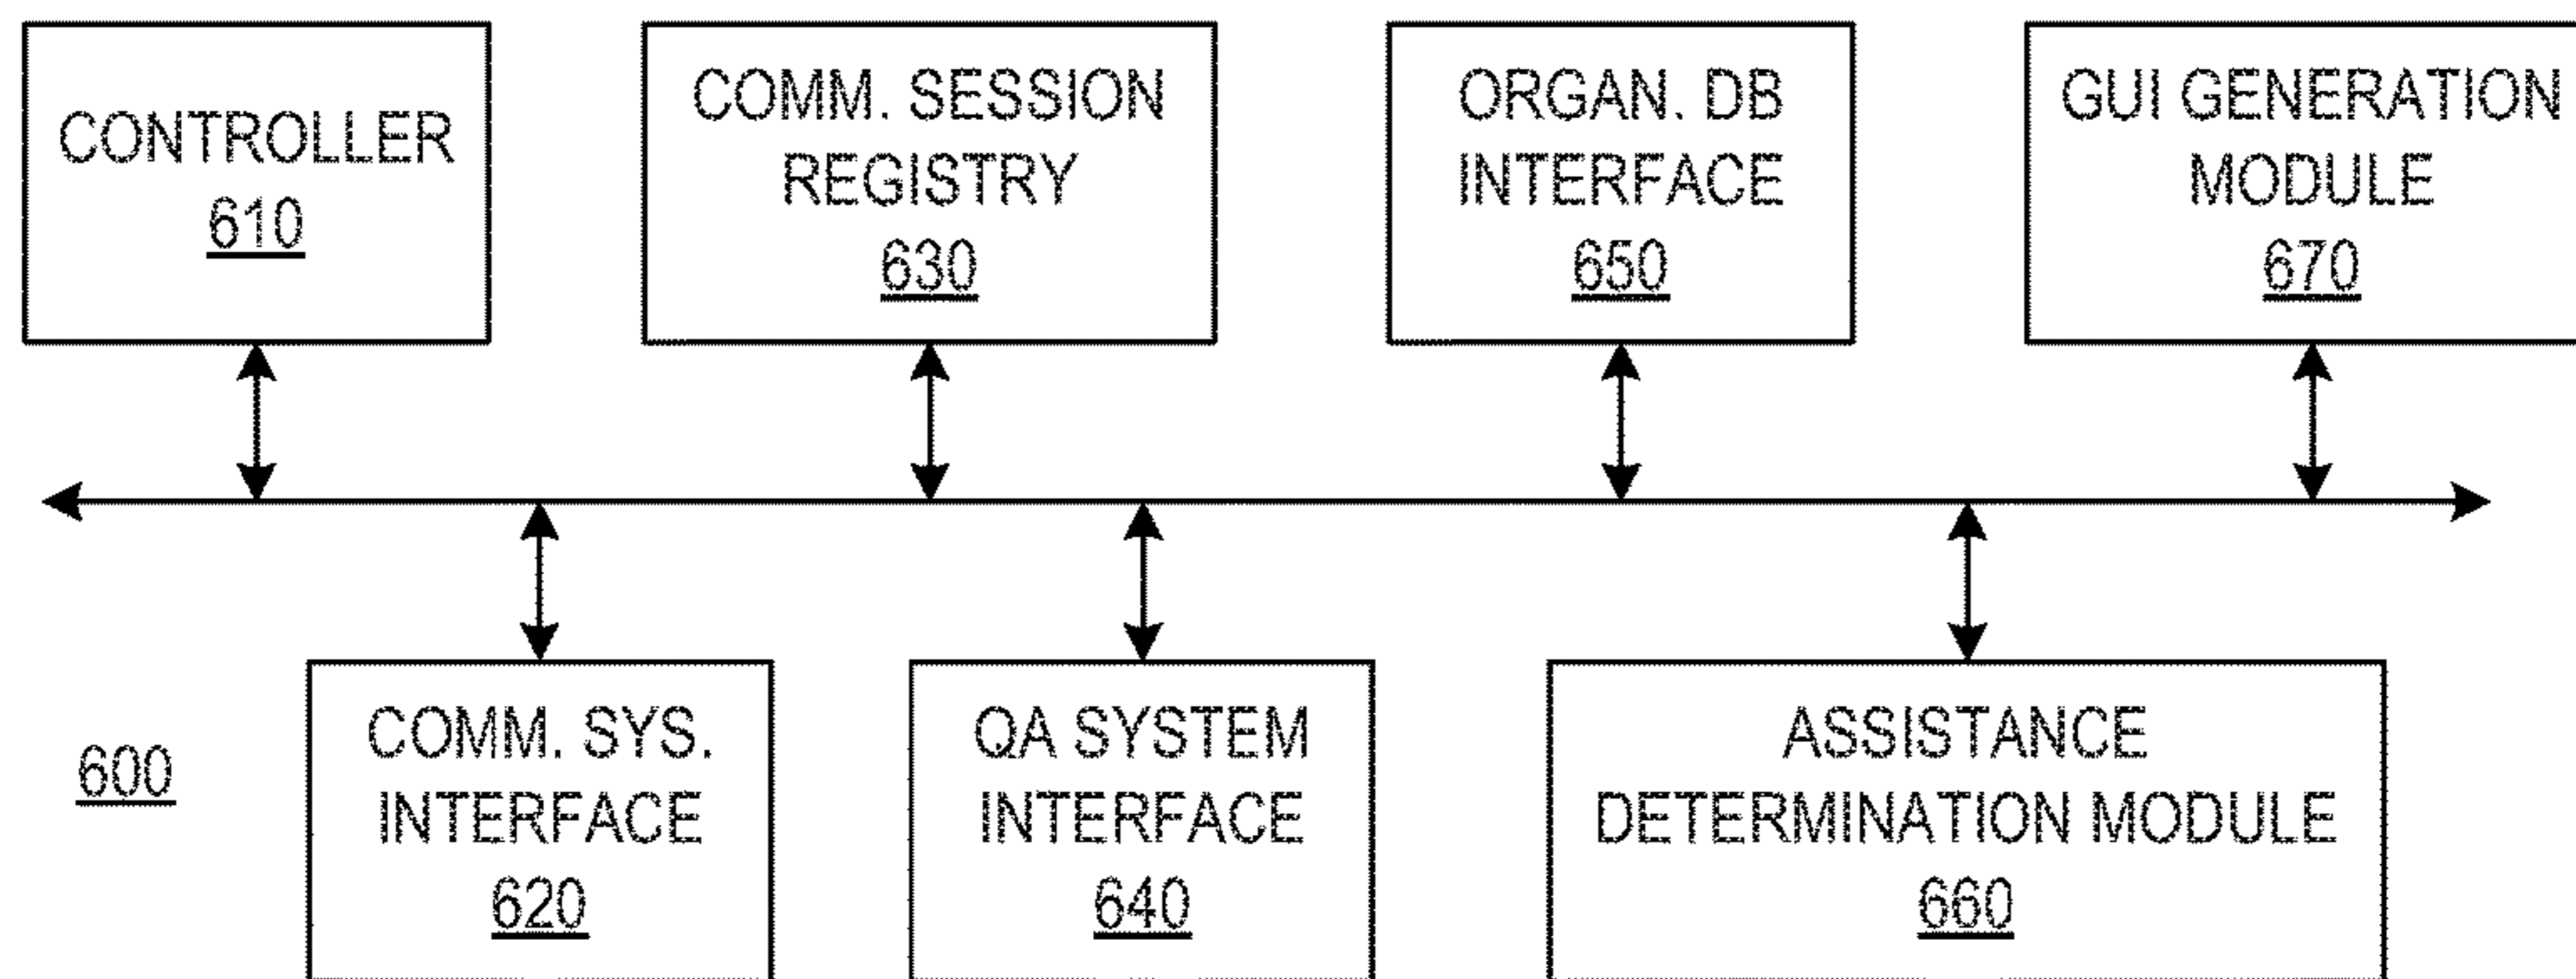 CONTROLLER
610
COMM. SESSION
REGISTRY
630
ORGAN. DB
INTERFACE
650
GUI GENERATION
MODULE
670
600
COMM. SYS.
INTERFACE
620
QA SYSTEM
INTERFACE
640
ASSISTANCE
DETERMINATION MODULE
660